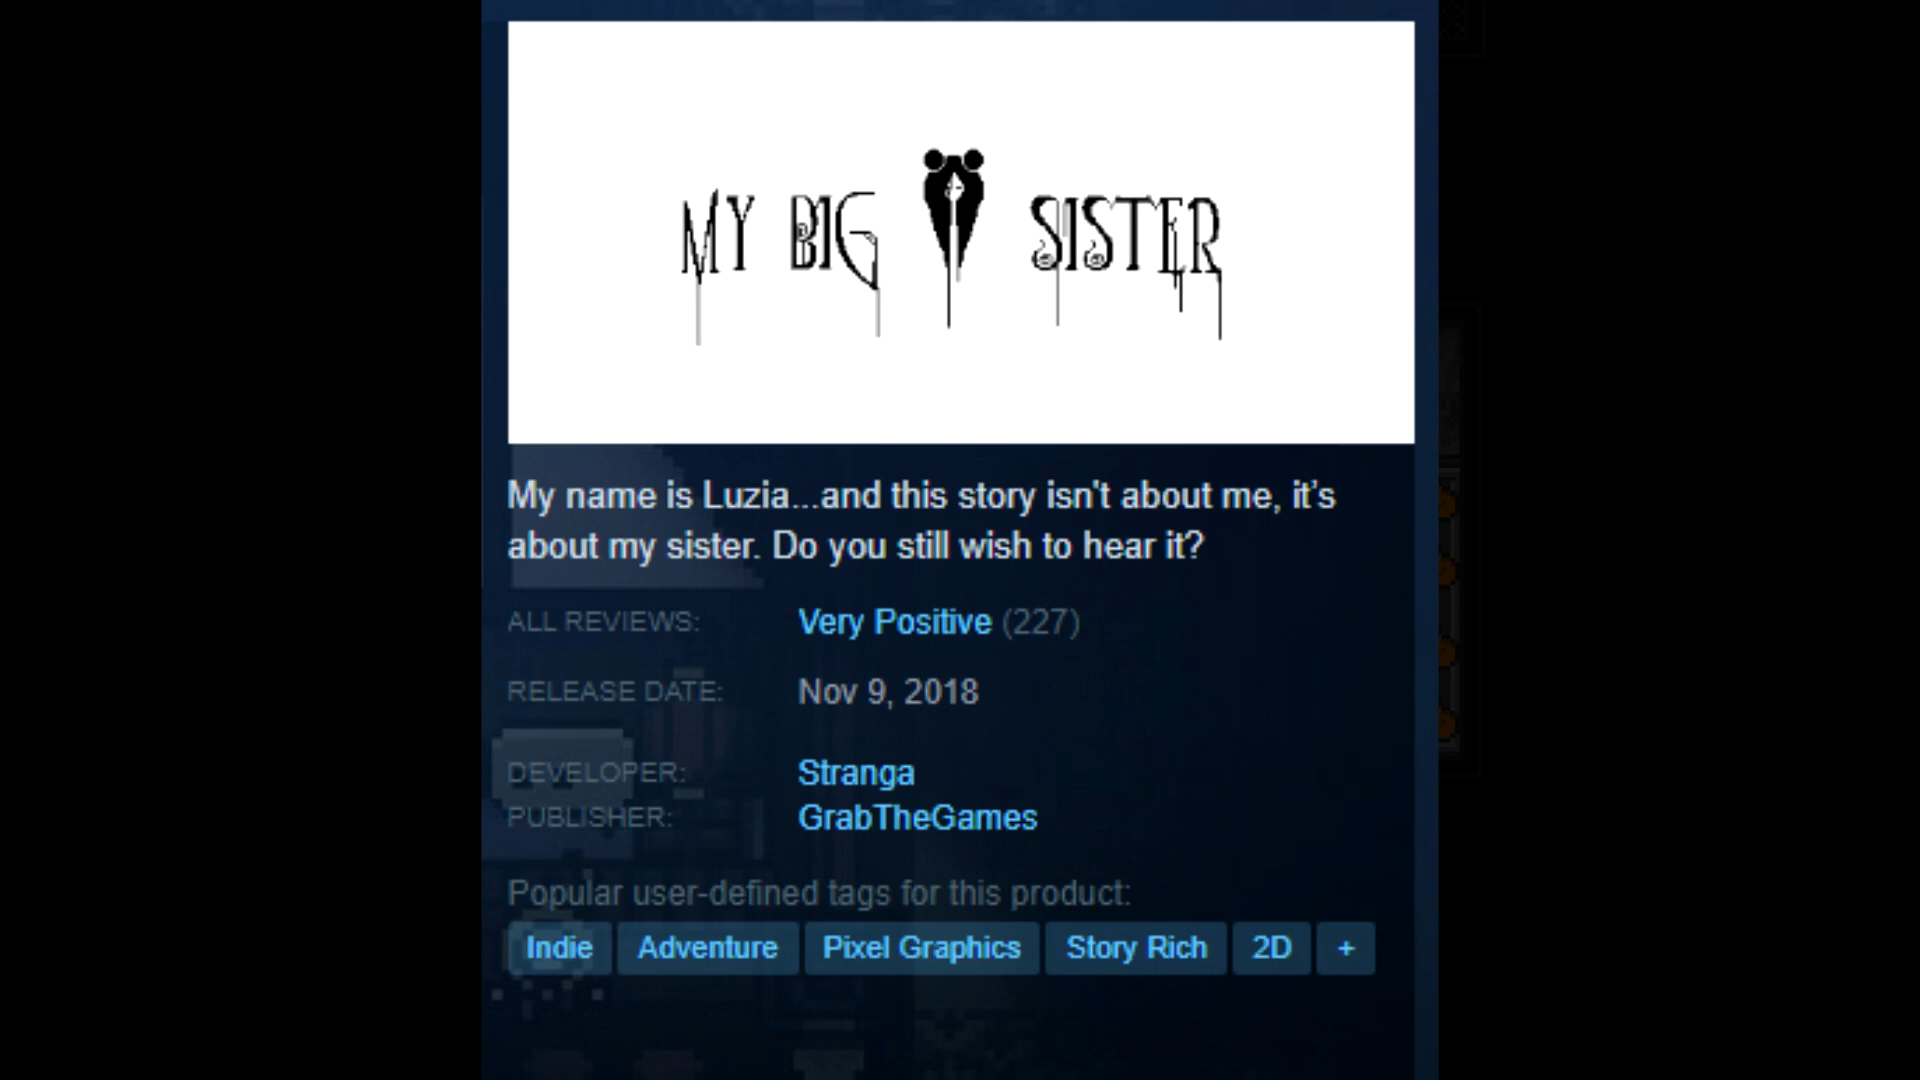 MY BIG SISTER
My name is Luzia...and this story isn't about me, it’s
about my sister. Do you still wish to hear it?
ALL REVIEWS: Very Positive (227)
RELEASE DATE: Nov 9, 2018
DEVELOPER: Stranga
PUBLISHER: GrabTheGames
Popular user-defined tags for this product:
Indie Adventure Pixel Graphics Story Rich 2D +